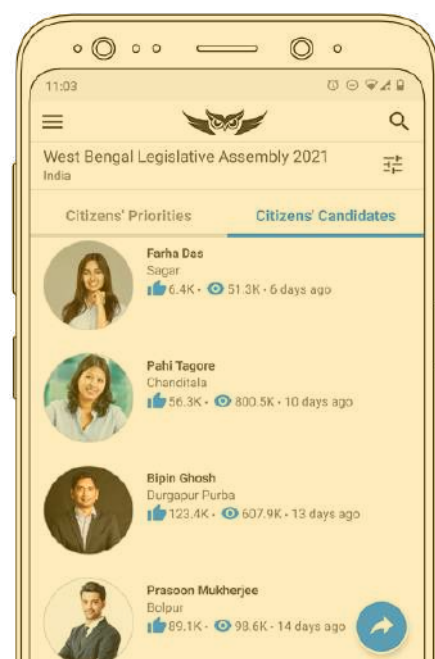 11:03
West Bengal Legislative Assembly 2021
India
Citizens' Priorities Citizens' Candidates
Farha Das
Sagar
6.4K • 51.3K • 6 days ago
Pahi Tagore
Chanditala
56.3K • 800.5K • 10 days ago
Bipin Ghosh
Durgapur Purba
123.4K • 607.9K • 13 days ago
Prasoon Mukherjee
Bolpur
89.1K • 98.6K • 14 days ago